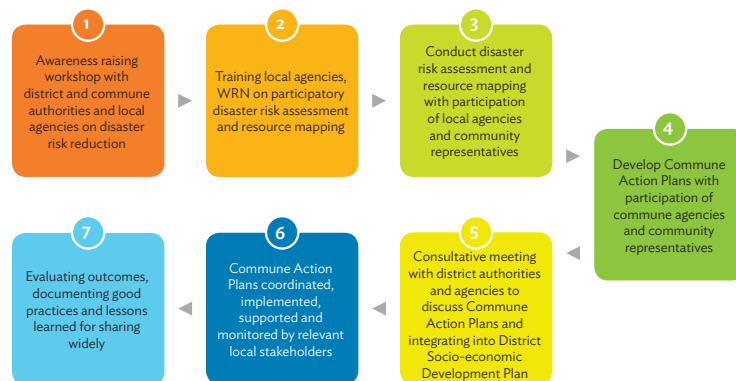 1
Awareness raising
workshop with
district and commune
authorities and local
agencies on disaster
risk reduction
2
Training local agencies,
WRN on participatory
disaster risk assessment
and resource mapping
3
Conduct disaster
risk assessment and
resource mapping
with participation
of local agencies
and community
representatives
4
Develop Commune
Action Plans with
participation of
commune agencies
and community
representatives
5
Consultative meeting
with district authorities
and agencies to
discuss Commune
Action Plans and
integrating into District
Socio-economic
Development Plan
6
Commune Action
Plans coordinated,
implemented,
supported and
monitored by relevant
local stakeholders
7
Evaluating outcomes,
documenting good
practices and lessons
learned for sharing
widely